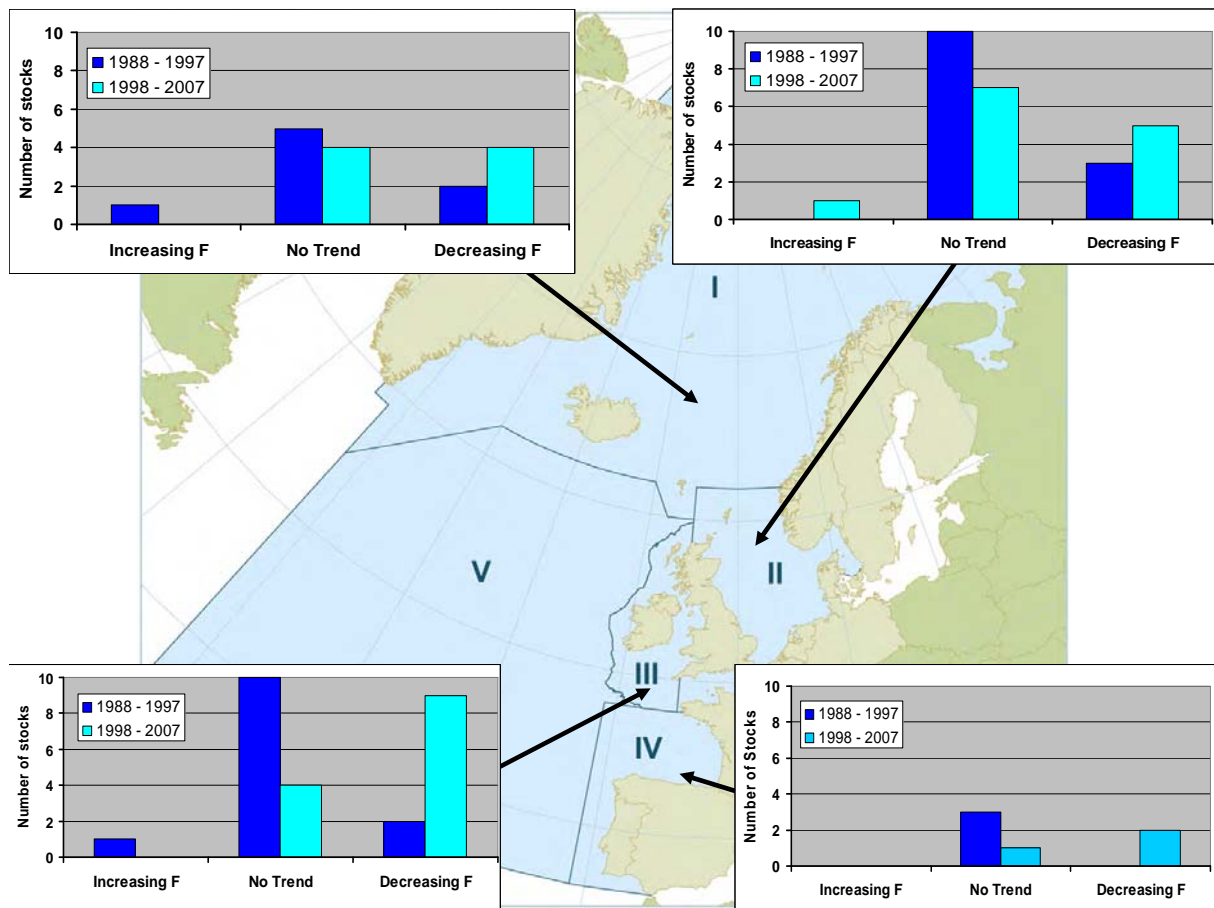 10
8
6
4
2
0
Number of stocks
1988 - 1997
1998 - 2007
Increasing F
No Trend
Decreasing F
10
8
6
4
2
0
Number of stocks
1988 - 1997
1998 - 2007
Increasing F
No Trend
Decreasing F
I
II
V
III
IV
10
8
6
4
2
0
Number of stocks
1988 - 1997
1998 - 2007
Increasing F
No Trend
Decreasing F
10
8
6
4
2
0
Number of Stocks
1988 - 1997
1998 - 2007
Increasing F
No Trend
Decreasing F